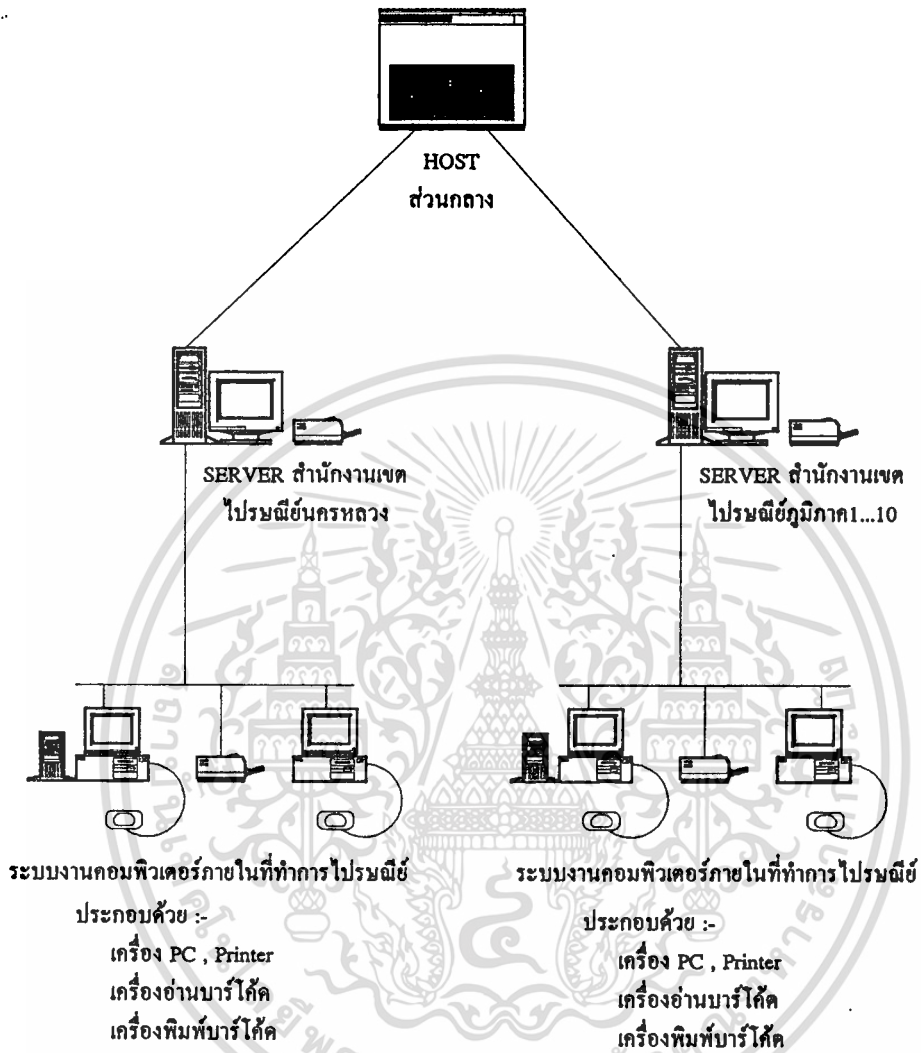 HOST
ส่วนกลาง
SERVER สำนักงานเขต
ไปรษณีย์นครหลวง
SERVER สำนักงานเขต
ไปรษณีย์ภูมิภาค1...10
ระบบงานคอมพิวเตอร์ภายในที่ทำการไปรษณีย์
ประกอบด้วย :-
เครื่อง PC , Printer
เครื่องอ่านบาร์โค้ด
เครื่องพิมพ์บาร์โค้ด
ระบบงานคอมพิวเตอร์ภายในที่ทำการไปรษณีย์
ประกอบด้วย :-
เครื่อง PC , Printer
เครื่องอ่านบาร์โค้ด
เครื่องพิมพ์บาร์โค้ด